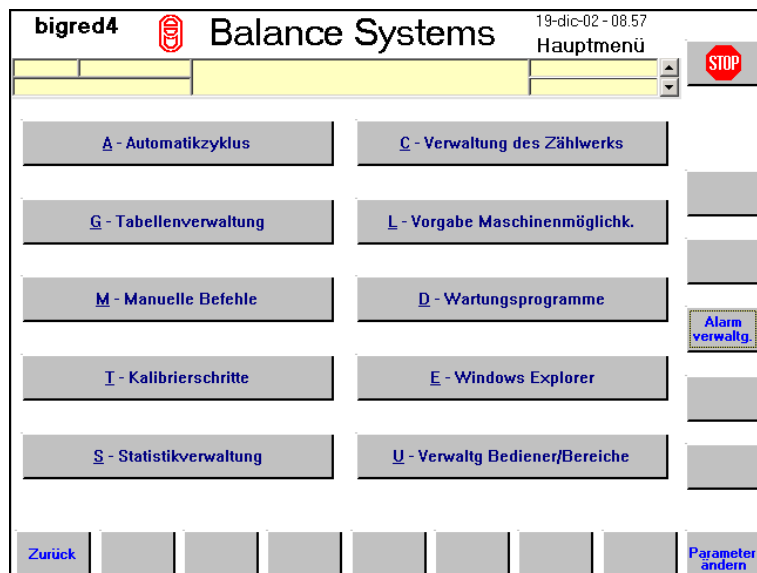 bigred4
Balance Systems
19-dic-02 - 08.57
Hauptmenü
STOP
A - Automatikzyklus
C - Verwaltung des Zählwerks
G - Tabellenverwaltung
L - Vorgabe Maschinenmöglichk.
M - Manuelle Befehle
D - Wartungsprogramme
Alarm
verwaltg.
T - Kalibrierschritte
E - Windows Explorer
S - Statistikverwaltung
U - Verwaltg Bediener/Bereiche
Zurück
Parameter
ändern